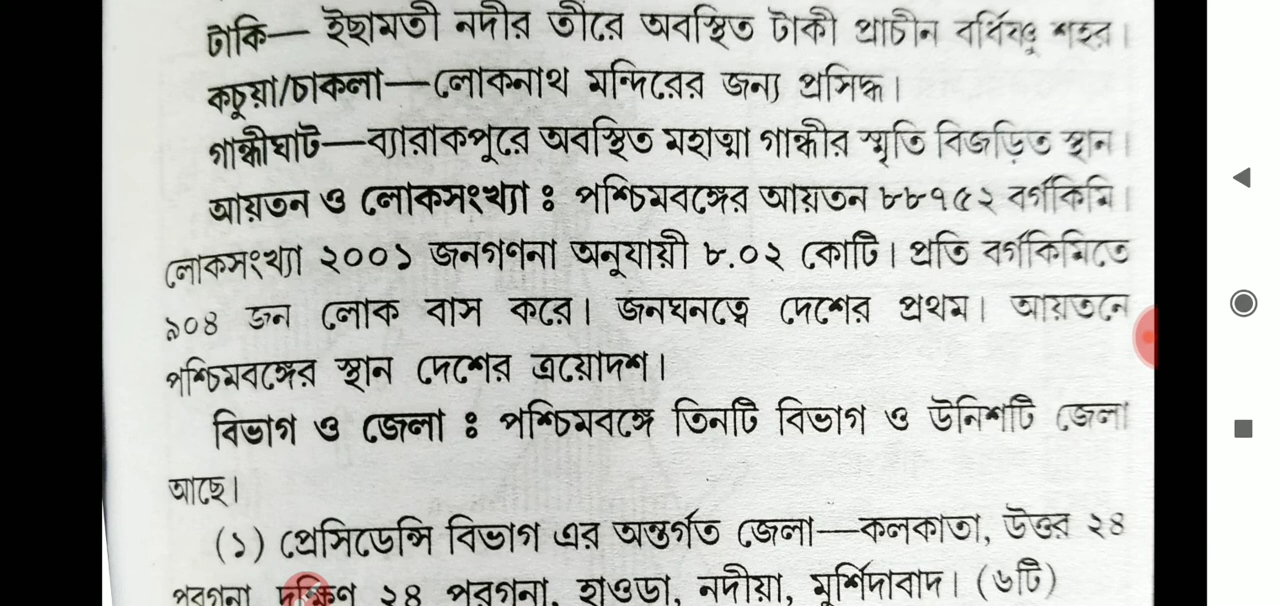 টাকি— ইছামতী নদীর তীরে অবস্থিত টাকী প্রাচীন বর্ধিষ্ণু শহর।
কচুয়া/চাকলা—লোকনাথ মন্দিরের জন্য প্রসিদ্ধ।
গান্ধীঘাট—ব্যারাকপুরে অবস্থিত মহাত্মা গান্ধীর স্মৃতি বিজড়িত স্থান।
আয়তন ও লোকসংখ্যা ঃ পশ্চিমবঙ্গের আয়তন ৮৮৭৫২ বর্গকিমি।
লোকসংখ্যা ২০০১ জনগণনা অনুযায়ী ৮.০২ কোটি। প্রতি বর্গকিমিতে
৯০৪ জন লোক বাস করে। জনঘনত্বে দেশের প্রথম। আয়তনে
পশ্চিমবঙ্গের স্থান দেশের ত্রয়োদশ।
বিভাগ ও জেলা ঃ পশ্চিমবঙ্গে তিনটি বিভাগ ও উনিশটি জেলা
আছে।
(১) প্রেসিডেন্সি বিভাগ এর অন্তর্গত জেলা—কলকাতা, উত্তর ২৪
পরগনা দক্ষিণ ২৪ পরগনা, হাওড়া, নদীয়া, মুর্শিদাবাদ। (৬টি)